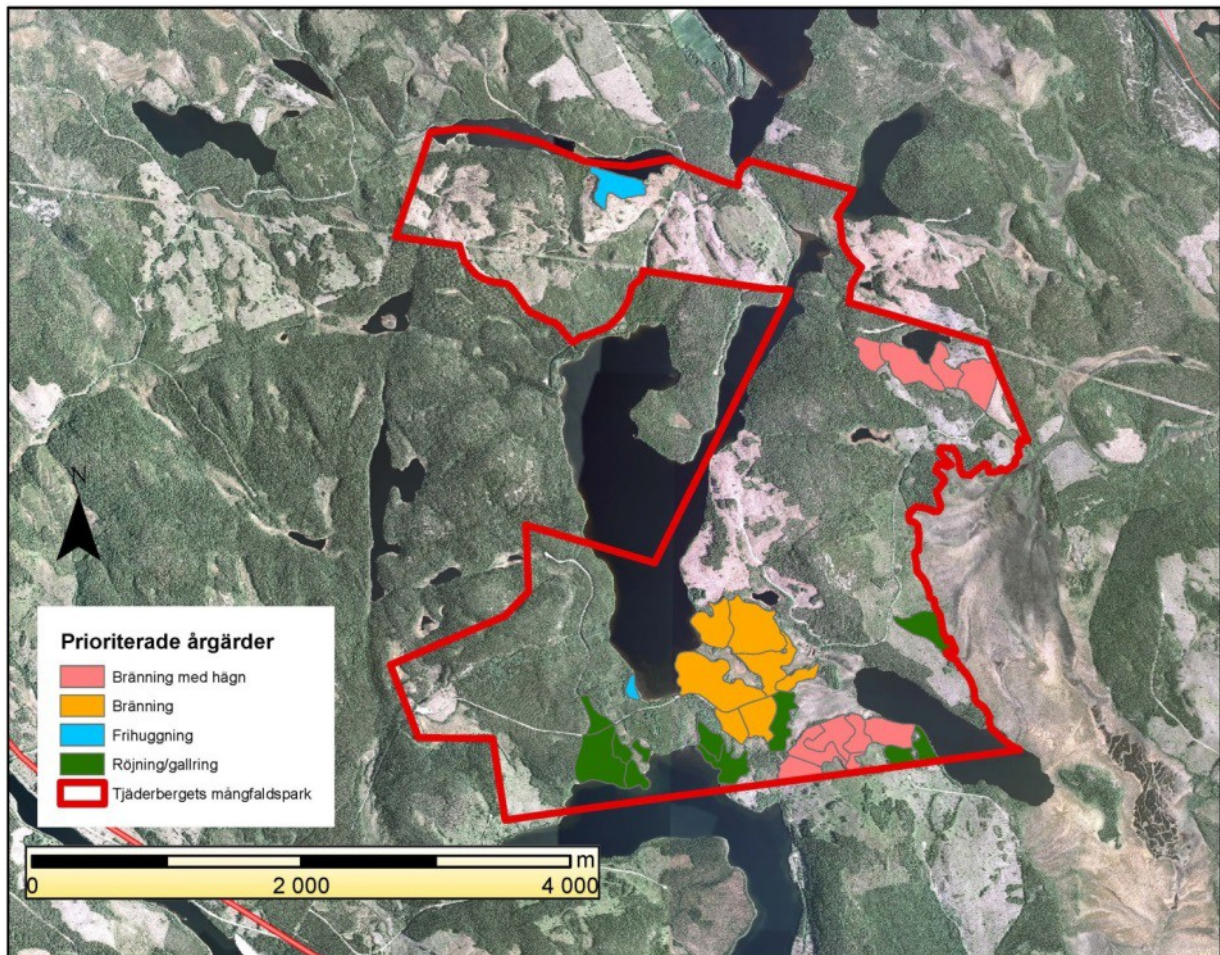 N
Prioriterade årgärder
Bränning med hägn
Bränning
Frihuggning
Röjning/gallring
Tjäderbergets mångfaldspark
m
0 2 000 4 000